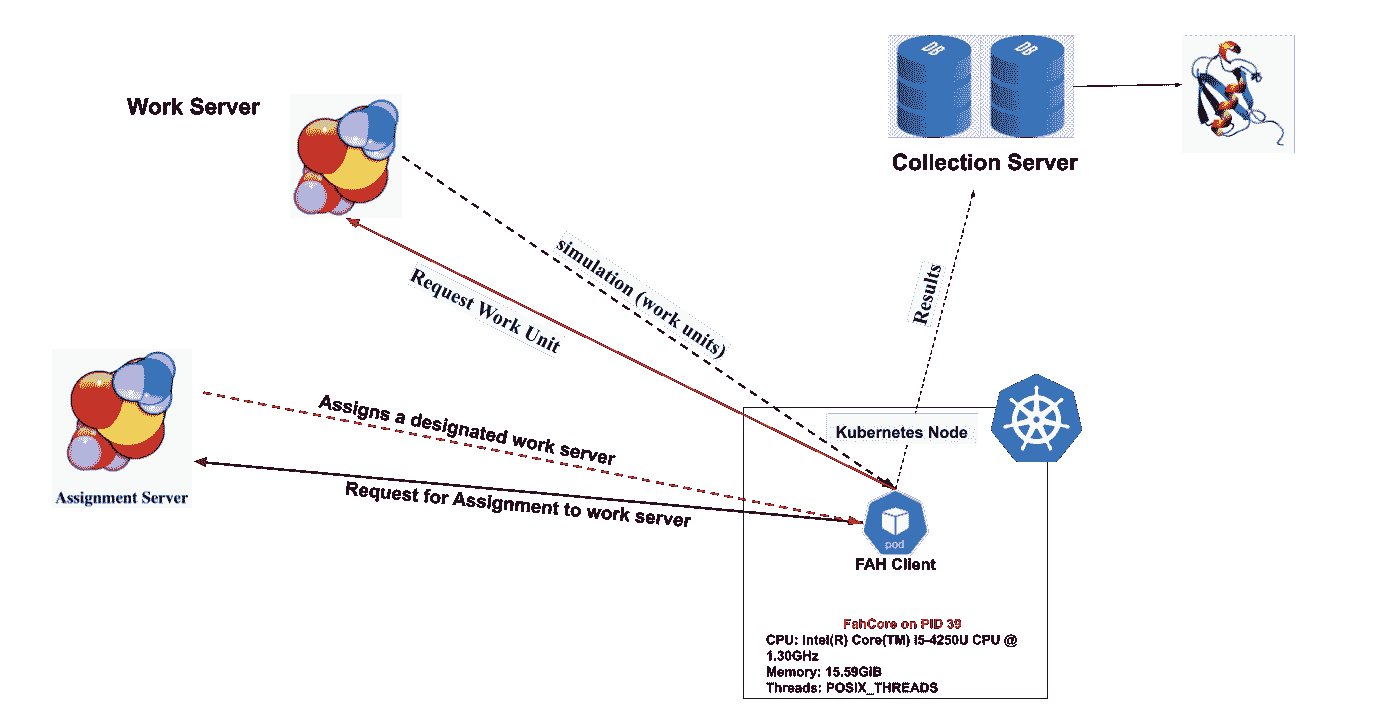 Work Server
DB DB
Collection Server
simulation (work units)
Request Work Unit
Results
Assigns a designated work server
Kubernetes Node
Assignment Server
Request for Assignment to work server
pod
FAH Client
FahCore on PID 39
CPU: Intel(R) Core(TM) i5-4250U CPU @
1.30GHz
Memory: 15.59GiB
Threads: POSIX_THREADS